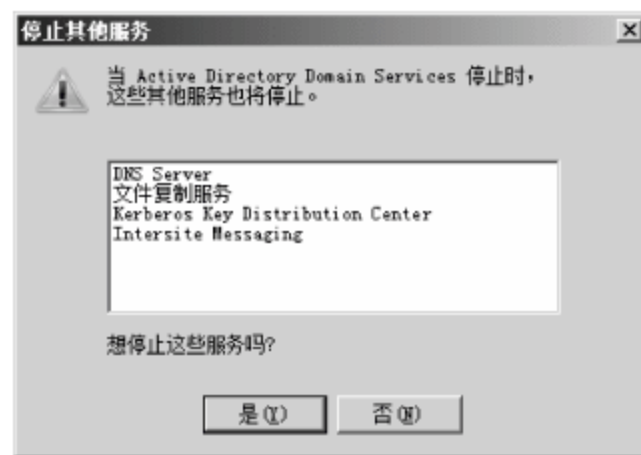 停止其他服务
当 Active Directory Domain Services 停止时，
这些其他服务也将停止。
DNS Server
文件复制服务
Kerberos Key Distribution Center
Intersite Messaging
想停止这些服务吗?
是(Y) 否(N)